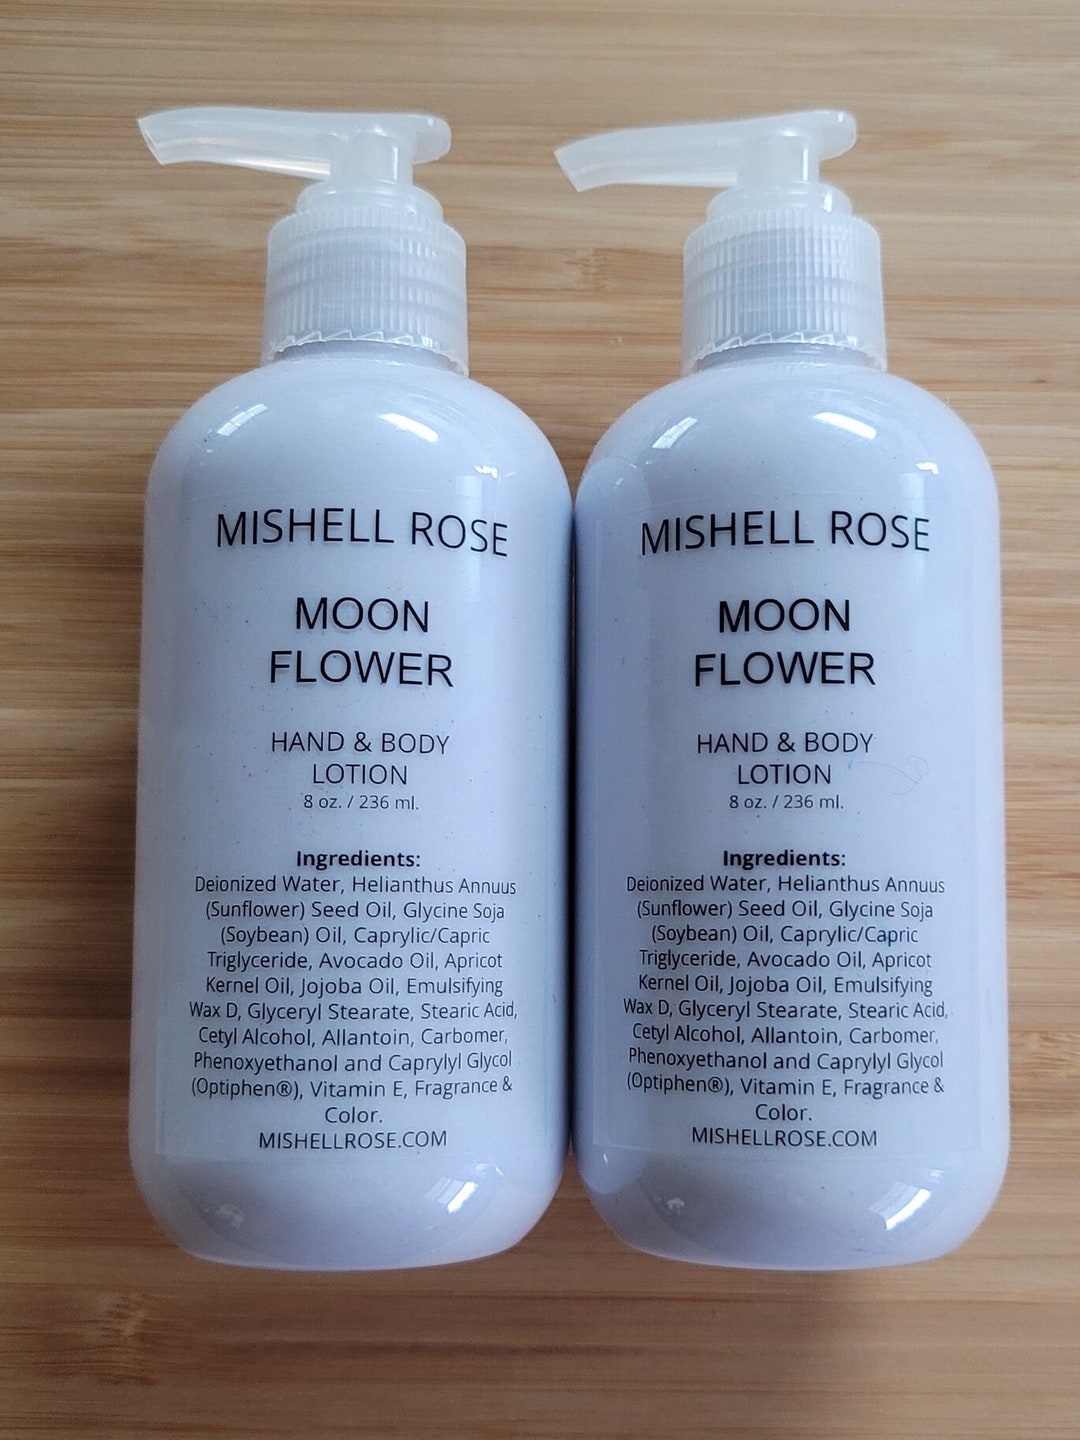 MISHELL ROSE
MOON
FLOWER
HAND & BODY
LOTION
8 oz. / 236 ml.
Ingredients:
Deionized Water, Helianthus Annuus
(Sunflower) Seed Oil, Glycine Soja
(Soybean) Oil, Caprylic/Capric
Triglyceride, Avocado Oil, Apricot
Kernel Oil, Jojoba Oil, Emulsifying
Wax D, Glyceryl Stearate, Stearic Acid,
Cetyl Alcohol, Allantoin, Carbomer,
Phenoxyethanol and Caprylyl Glycol
(Optiphen®), Vitamin E, Fragrance &
Color.
MISHELLROSE.COM
MISHELL ROSE
MOON
FLOWER
HAND & BODY
LOTION
8 oz. / 236 ml.
Ingredients:
Deionized Water, Helianthus Annuus
(Sunflower) Seed Oil, Glycine Soja
(Soybean) Oil, Caprylic/Capric
Triglyceride, Avocado Oil, Apricot
Kernel Oil, Jojoba Oil, Emulsifying
Wax D, Glyceryl Stearate, Stearic Acid,
Cetyl Alcohol, Allantoin, Carbomer,
Phenoxyethanol and Caprylyl Glycol
(Optiphen®), Vitamin E, Fragrance &
Color.
MISHELLROSE.COM